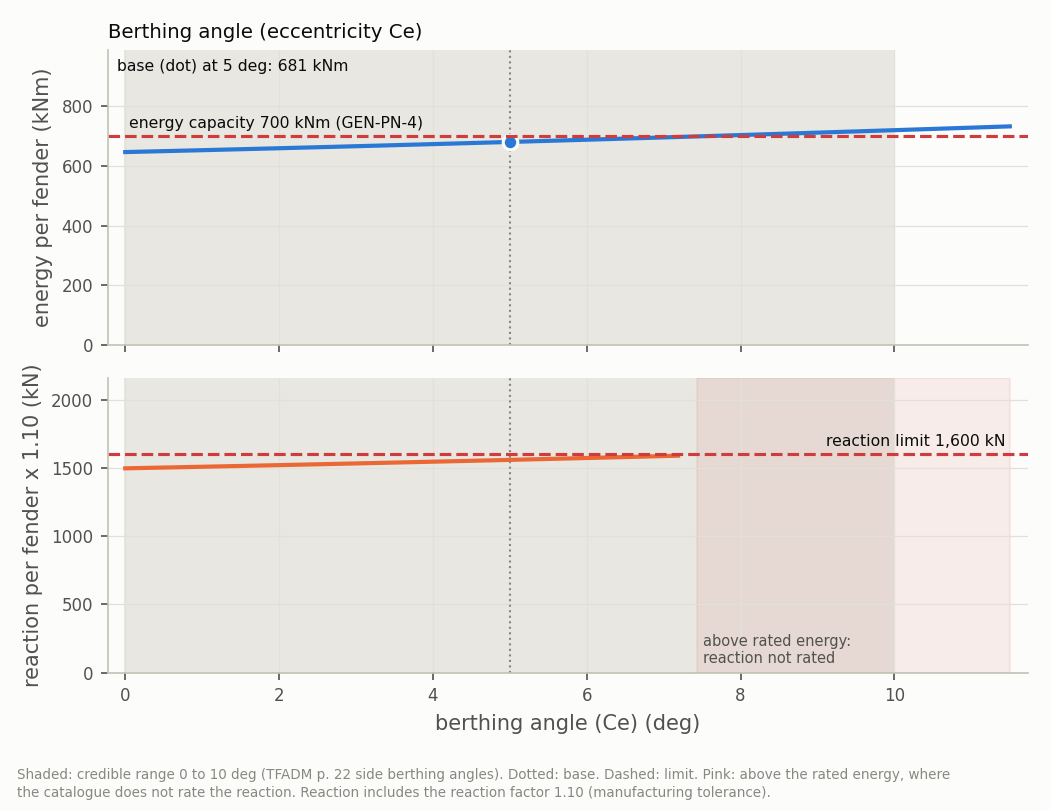 Berthing angle (eccentricity Ce)
base (dot) at 5 deg: 681 kNm
energy capacity 700 kNm (GEN-PN-4)
energy per fender (kNm)
800
600
400
200
0
reaction per fender x 1.10 (kN)
2000
1500
1000
500
0
reaction limit 1,600 kN
above rated energy:
reaction not rated
0 2 4 6 8 10
berthing angle (Ce) (deg)
Shaded: credible range 0 to 10 deg (TFADM p. 22 side berthing angles). Dotted: base. Dashed: limit. Pink: above the rated energy, where
the catalogue does not rate the reaction. Reaction includes the reaction factor 1.10 (manufacturing tolerance).